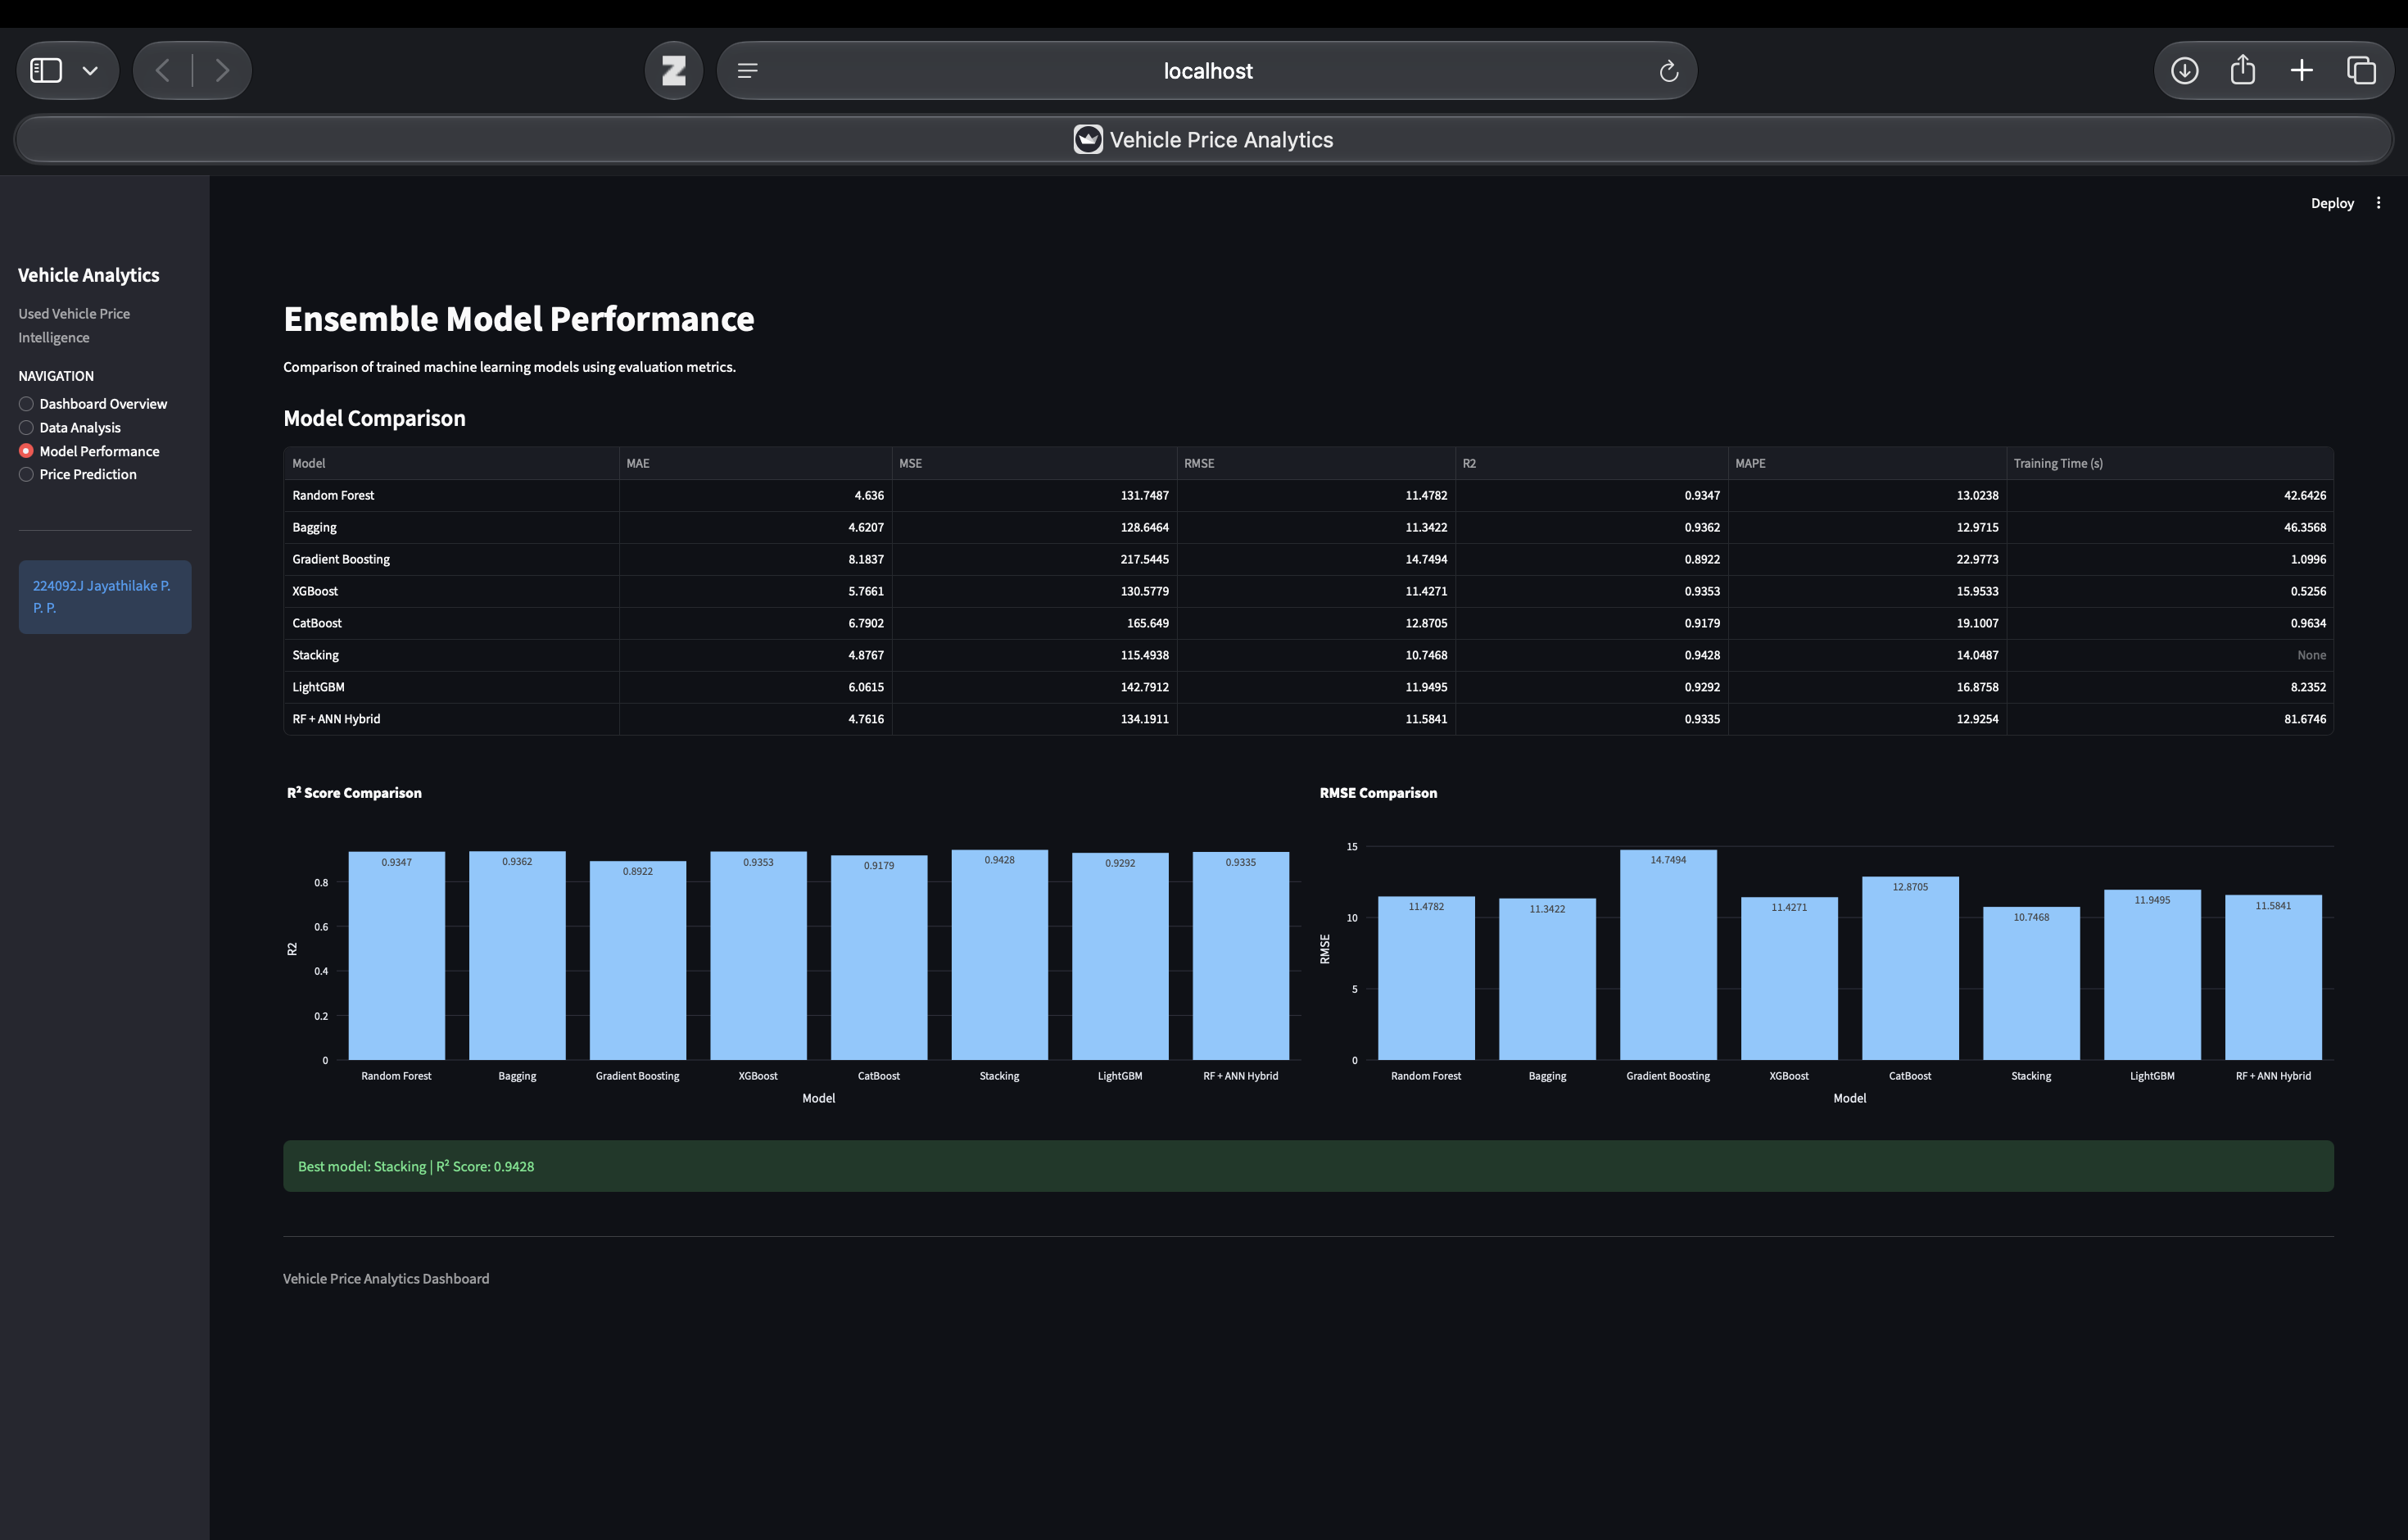 localhost
Vehicle Price Analytics
Deploy
Vehicle Analytics
Used Vehicle Price
Intelligence
NAVIGATION
Dashboard Overview
Data Analysis
Model Performance
Price Prediction
224092J Jayathilake P.
P. P.
Ensemble Model Performance
Comparison of trained machine learning models using evaluation metrics.
Model Comparison
Model MAE MSE RMSE R2 MAPE Training Time (s)
Random Forest 4.636 131.7487 11.4782 0.9347 13.0238 42.6426
Bagging 4.6207 128.6464 11.3422 0.9362 12.9715 46.3568
Gradient Boosting 8.1837 217.5445 14.7494 0.8922 22.9773 1.0996
XGBoost 5.7661 130.5779 11.4271 0.9353 15.9533 0.5256
CatBoost 6.7902 165.649 12.8705 0.9179 19.1007 0.9634
Stacking 4.8767 115.4938 10.7468 0.9428 14.0487 None
LightGBM 6.0615 142.7912 11.9495 0.9292 16.8758 8.2352
RF + ANN Hybrid 4.7616 134.1911 11.5841 0.9335 12.9254 81.6746
R² Score Comparison
0.9347 0.9362 0.8922 0.9353 0.9179 0.9428 0.9292 0.9335
0.8
0.6
0.4
0.2
0
R2
Random Forest Bagging Gradient Boosting XGBoost CatBoost Stacking LightGBM RF + ANN Hybrid
Model
RMSE Comparison
15
10
5
0
RMSE
11.4782 11.3422 14.7494 11.4271 12.8705 10.7468 11.9495 11.5841
Random Forest Bagging Gradient Boosting XGBoost CatBoost Stacking LightGBM RF + ANN Hybrid
Model
Best model: Stacking | R² Score: 0.9428
Vehicle Price Analytics Dashboard